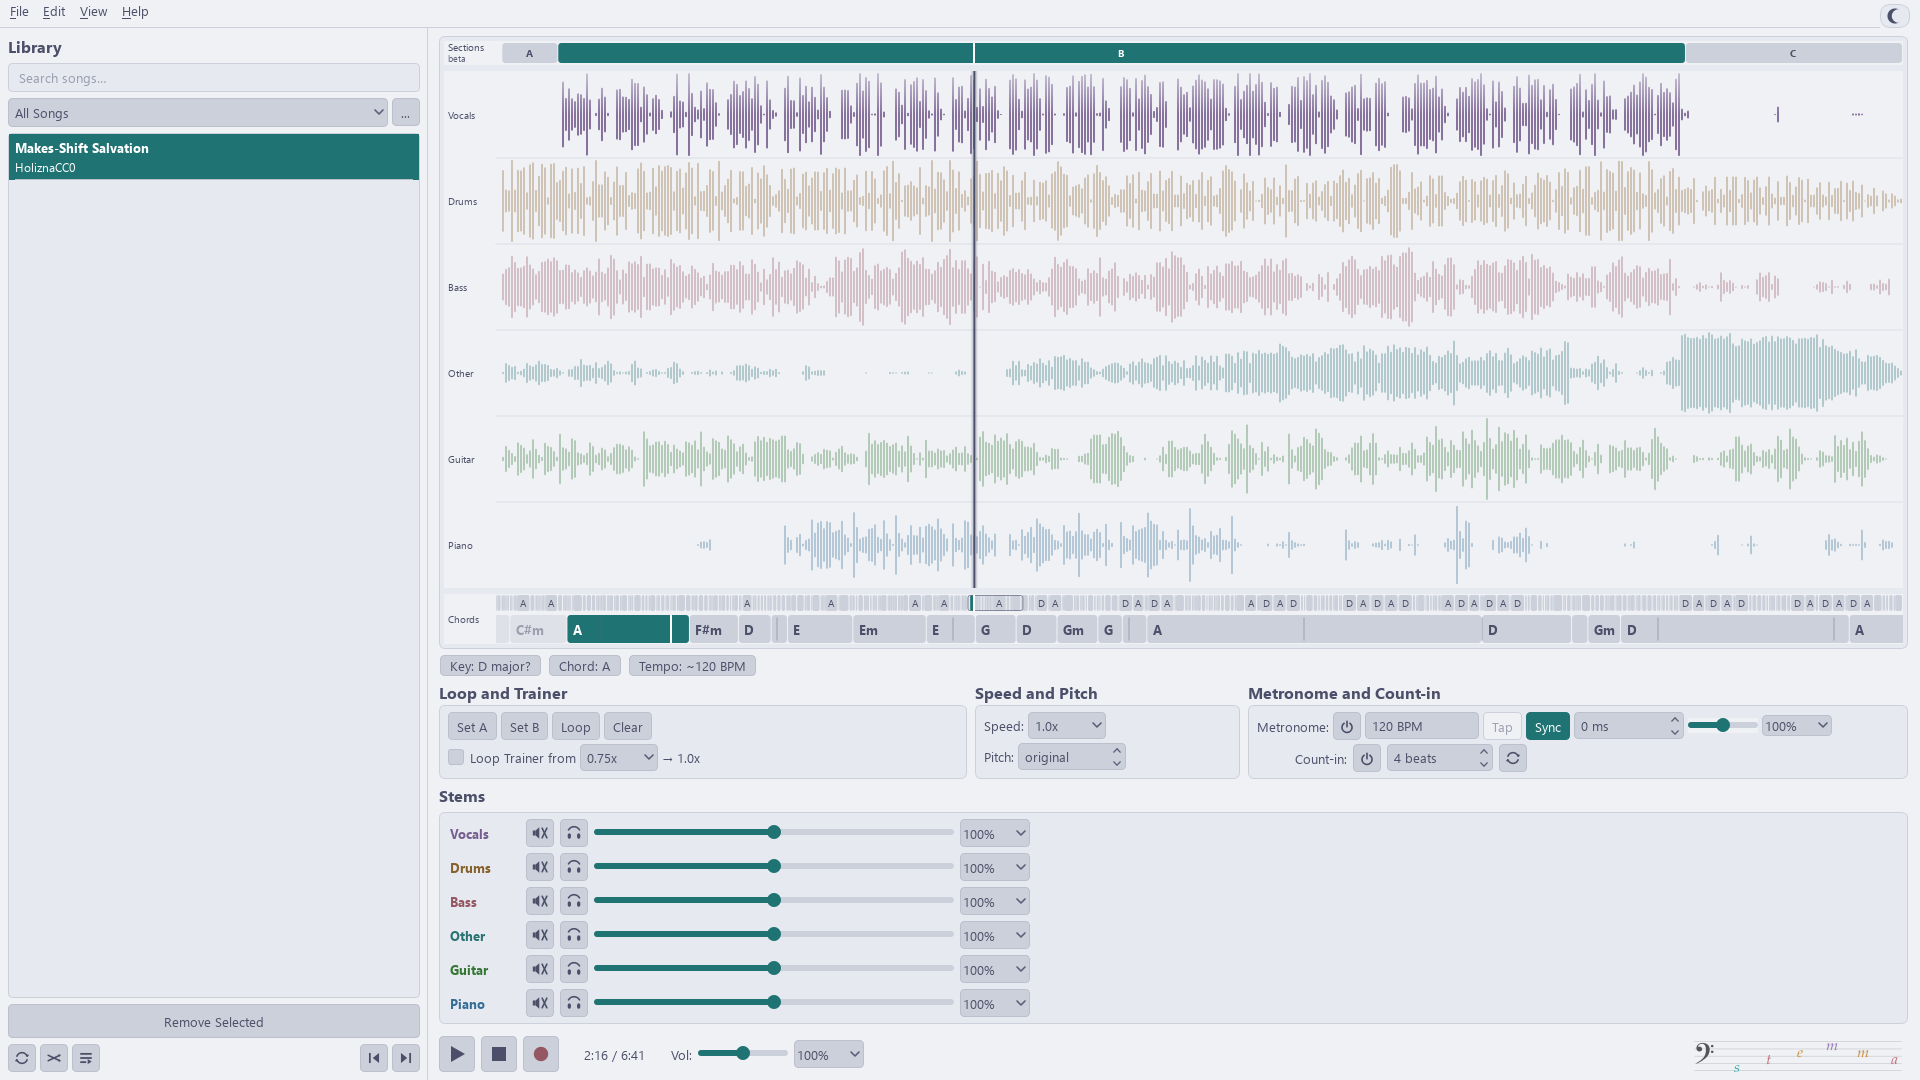 File Edit View Help
Library
Search songs...
All Songs ...
Makes-Shift Salvation
HoliznaCC0
Remove Selected
Sections
beta
A B C
Vocals
Drums
Bass
Other
Guitar
Piano
A A A A A A A D A D A D A A D A D D A D A D A D A D A D D A D A D D A D A D A
Chords
C#m A F#m D E Em E G D Gm G A D Gm D A
Key: D major? Chord: A Tempo: ~120 BPM
Loop and Trainer
Set A Set B Loop Clear
Loop Trainer from 0.75x → 1.0x
Speed and Pitch
Speed: 1.0x
Pitch: original
Metronome and Count-in
Metronome: 120 BPM Tap Sync 0 ms 100%
Count-in: 4 beats
Stems
Vocals 100%
Drums 100%
Bass 100%
Other 100%
Guitar 100%
Piano 100%
2:16 / 6:41 Vol: 100%
s t e m m a